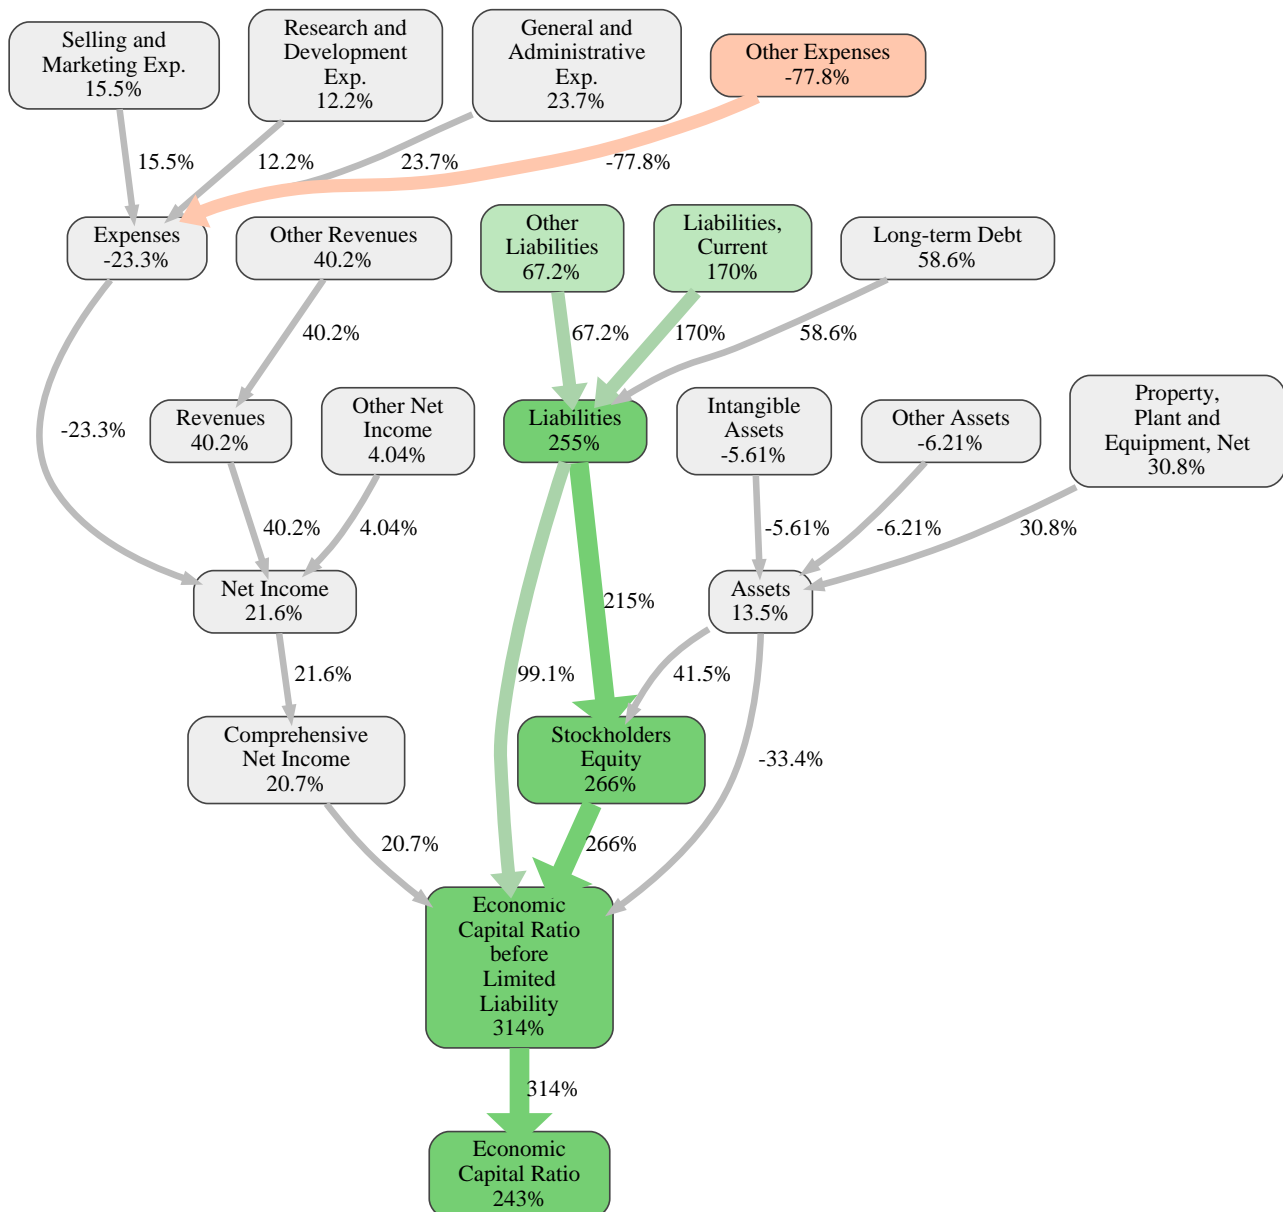 Selling and
Marketing Exp.
15.5%
Research and
Development
Exp.
12.2%
General and
Administrative
Exp.
23.7%
Other Expenses
-77.8%
15.5%
12.2%
23.7%
-77.8%
Expenses
-23.3%
Other Revenues
40.2%
Other
Liabilities
67.2%
Liabilities,
Current
170%
Long-term Debt
58.6%
40.2%
67.2%
170%
58.6%
-23.3%
Revenues
40.2%
Other Net
Income
4.04%
Liabilities
255%
Intangible
Assets
-5.61%
Other Assets
-6.21%
Property,
Plant and
Equipment, Net
30.8%
40.2%
4.04%
-5.61%
-6.21%
30.8%
Net Income
21.6%
215%
Assets
13.5%
21.6%
99.1%
41.5%
Comprehensive
Net Income
20.7%
Stockholders
Equity
266%
-33.4%
20.7%
266%
Economic
Capital Ratio
before
Limited
Liability
314%
314%
Economic
Capital Ratio
243%